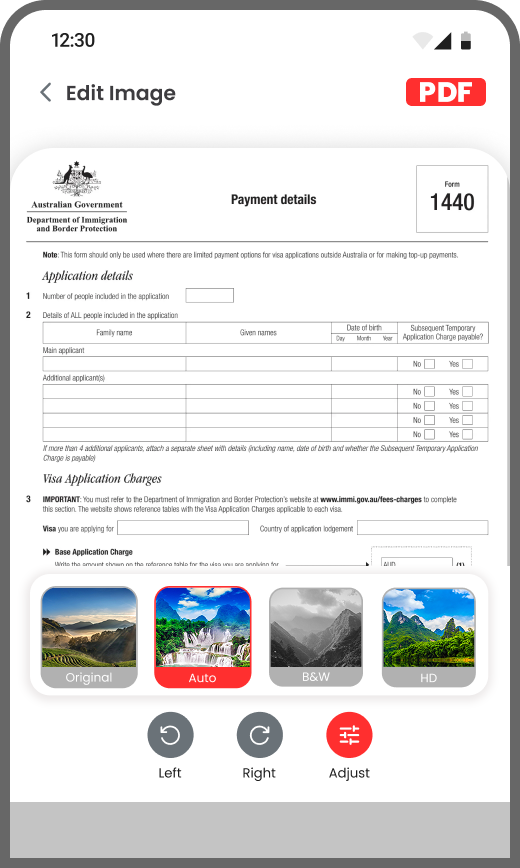 12:30
Edit Image
PDF
Australian Government
Department of Immigration
and Border Protection
Payment details
Form
1440
Note: This form should only be used where there are limited payment options for visa applications outside Australia or for making top-up payments.
Application details
1 Number of people included in the application
2 Details of ALL people included in the application
Family name Given names Date of birth Subsequent Temporary
Day Month Year Application Charge payable?
Main applicant
No Yes
Additional applicant(s)
No Yes
No Yes
No Yes
No Yes
If more than 4 additional applicants, attach a separate sheet with details (including name, date of birth and whether the Subsequent Temporary Application
Charge is payable)
Visa Application Charges
3 IMPORTANT: You must refer to the Department of Immigration and Border Protection's website at www.immi.gov.au/fees-charges to complete
this section. The website shows reference tables with the Visa Application Charges applicable to each visa.
Visa you are applying for Country of application lodgement
Base Application Charge
Write the amount shown on the reference table for the visa you are applying for AUD (1)
Original Auto B&W HD
Left Right Adjust